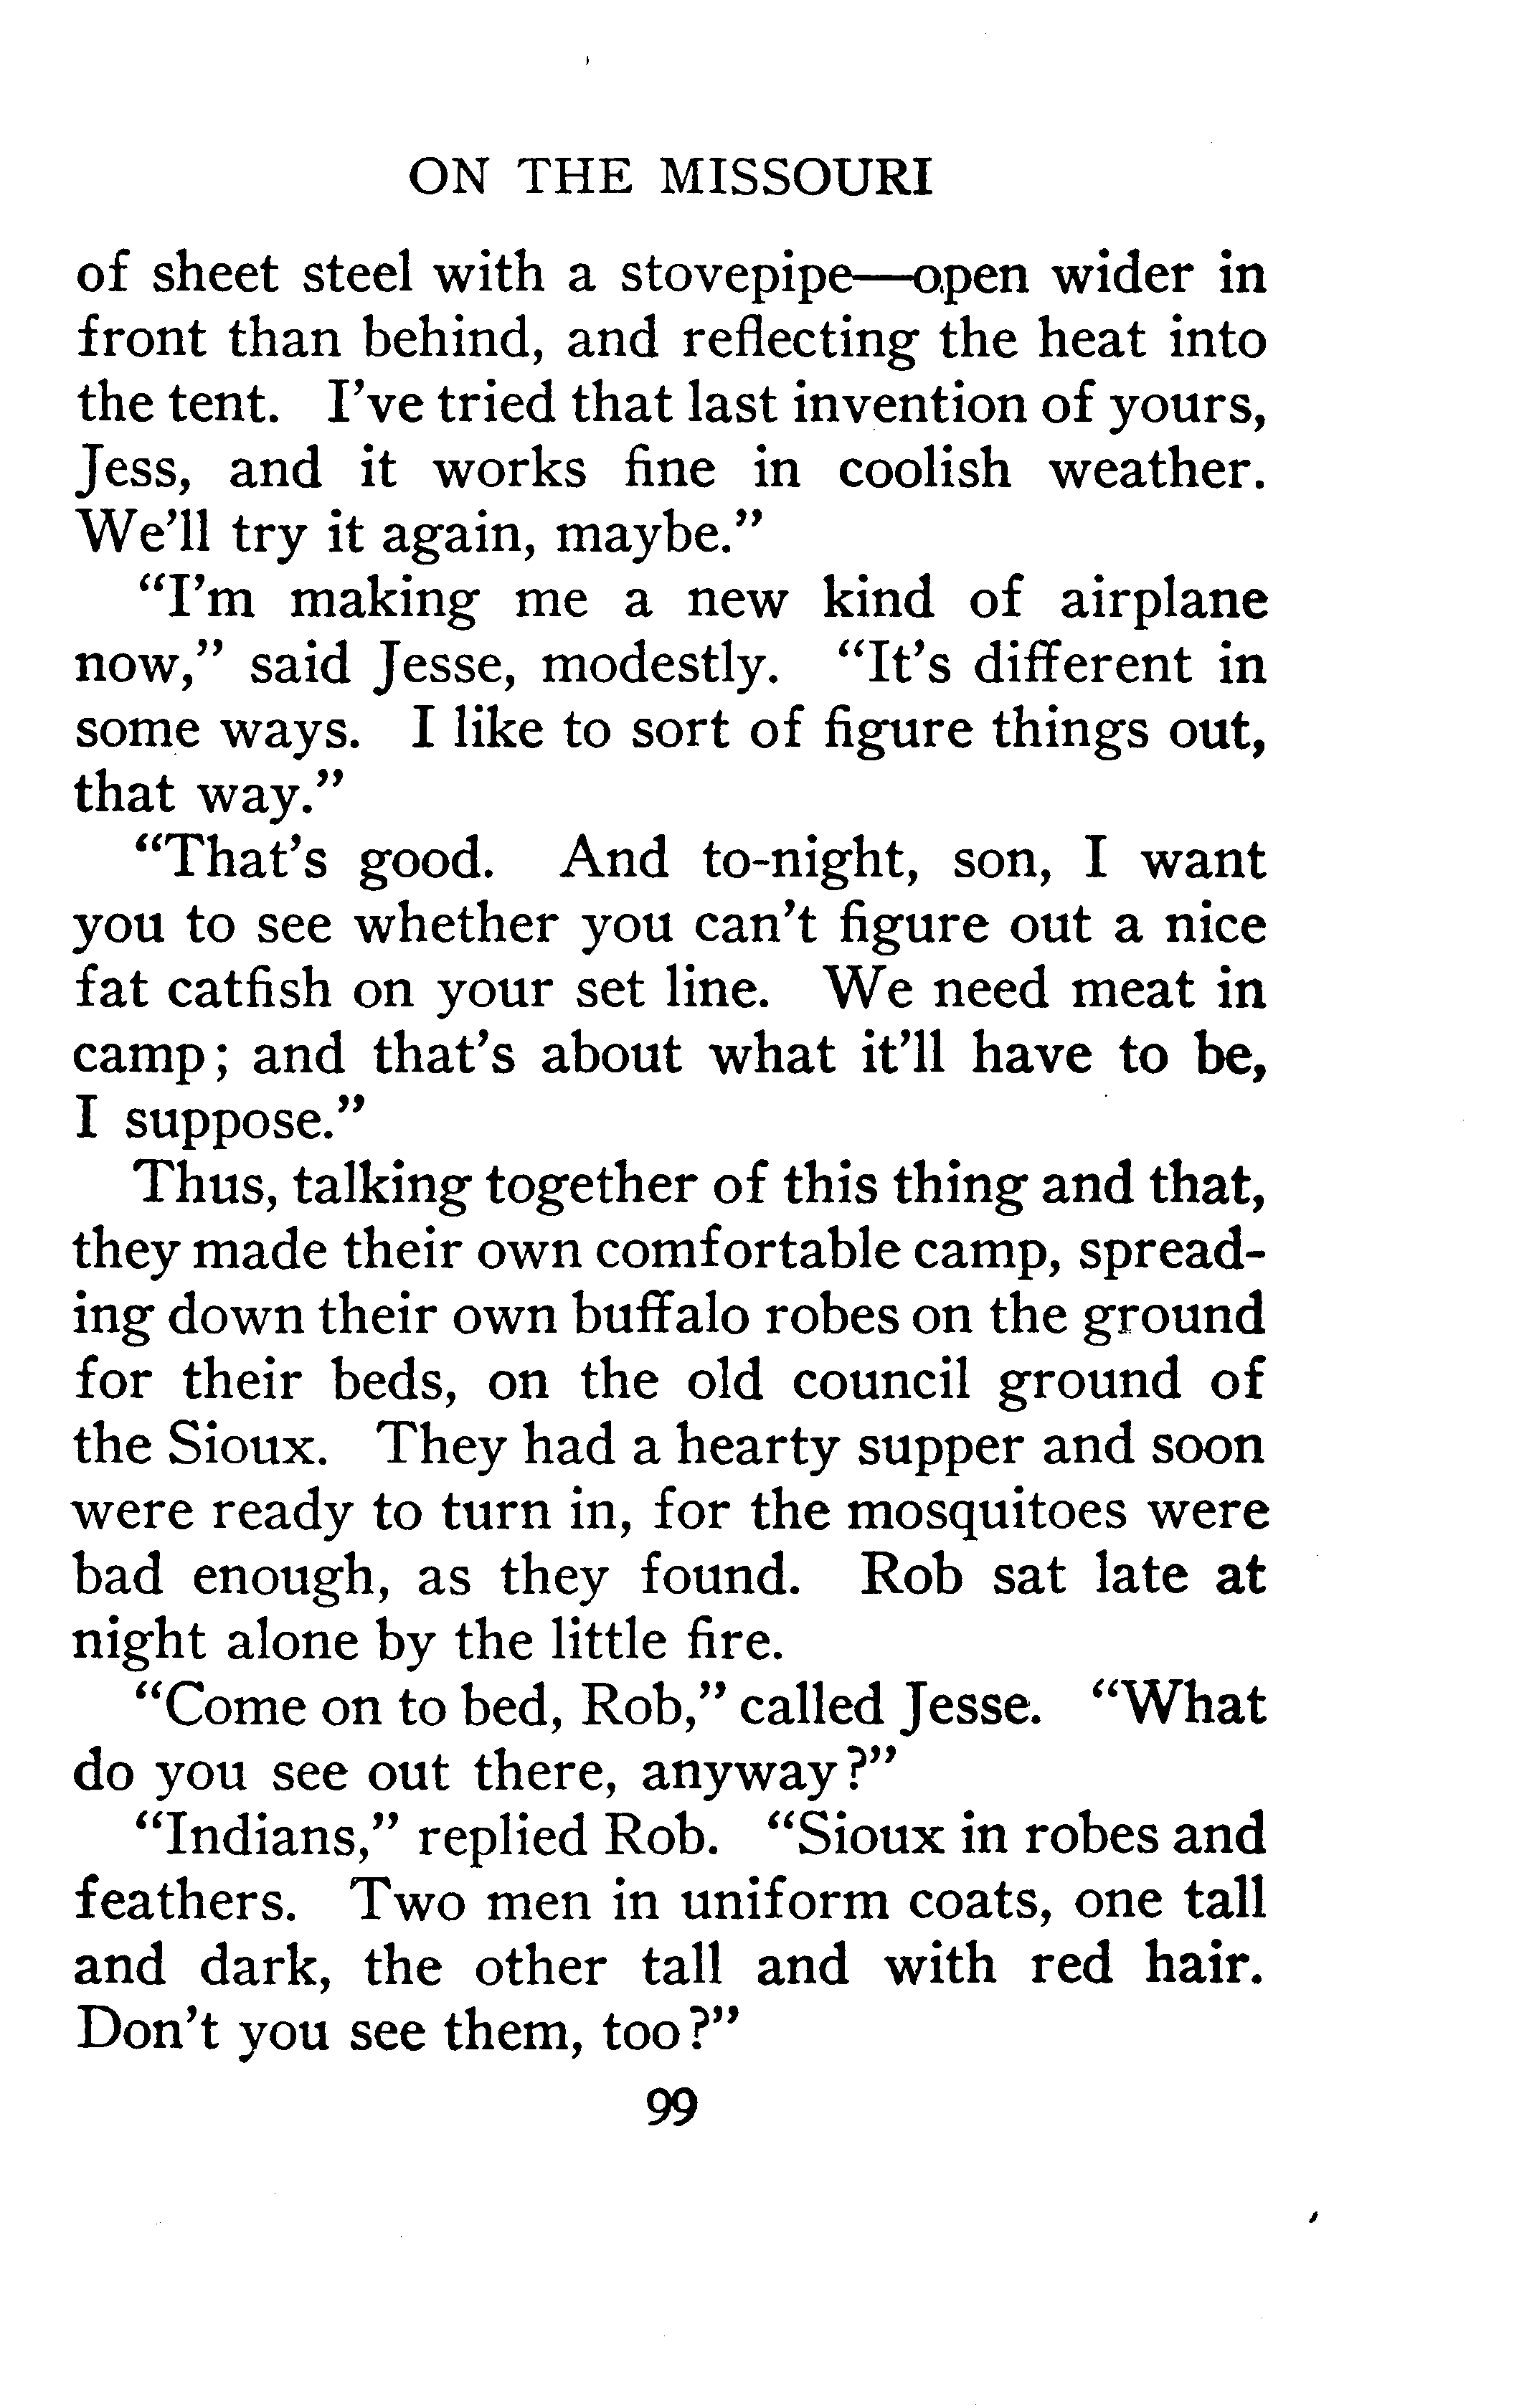 ON THE MISSOURI
of sheet steel with a stovepipe—open wider in
front than behind, and reflecting the heat into
the tent. I've tried that last invention of yours,
Jess, and it works fine in coolish weather.
We'll try it again, maybe."
"I'm making me a new kind of airplane
now," said Jesse, modestly. "It's different in
some ways. I like to sort of figure things out,
that way."
"That's good. And to-night, son, I want
you to see whether you can't figure out a nice
fat catfish on your set line. We need meat in
camp; and that's about what it'll have to be,
I suppose."
Thus, talking together of this thing and that,
they made their own comfortable camp, spread-
ing down their own buffalo robes on the ground
for their beds, on the old council ground of
the Sioux. They had a hearty supper and soon
were ready to turn in, for the mosquitoes were
bad enough, as they found. Rob sat late at
night alone by the little fire.
"Come on to bed, Rob," called Jesse. "What
do you see out there, anyway?"
"Indians," replied Rob. "Sioux in robes and
feathers. Two men in uniform coats, one tall
and dark, the other tall and with red hair.
Don't you see them, too?"
99